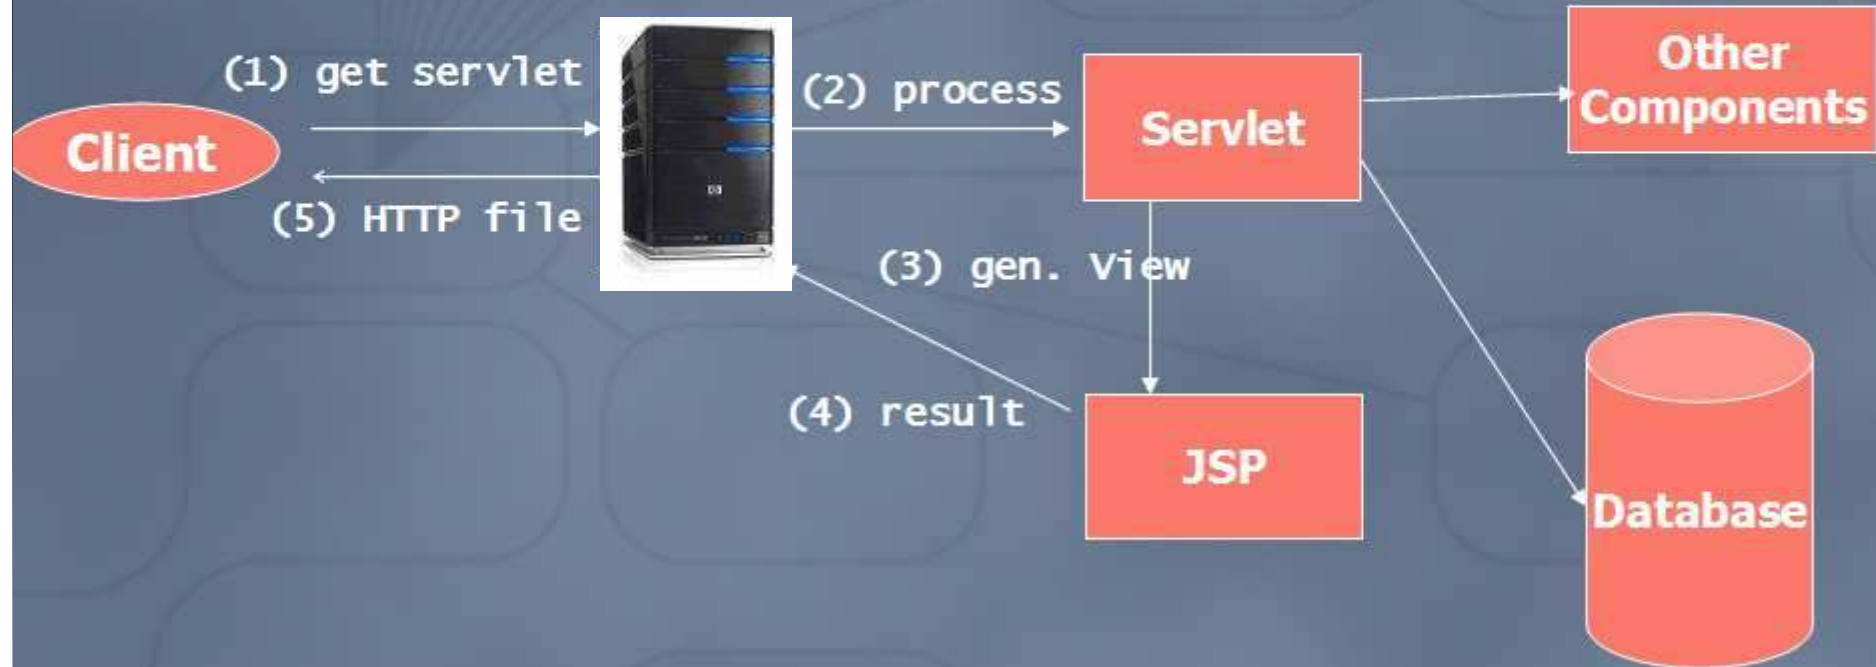 (1) get servlet
(2) process
Client
Servlet
Other
Components
(5) HTTP file
(3) gen. View
(4) result
JSP
Database